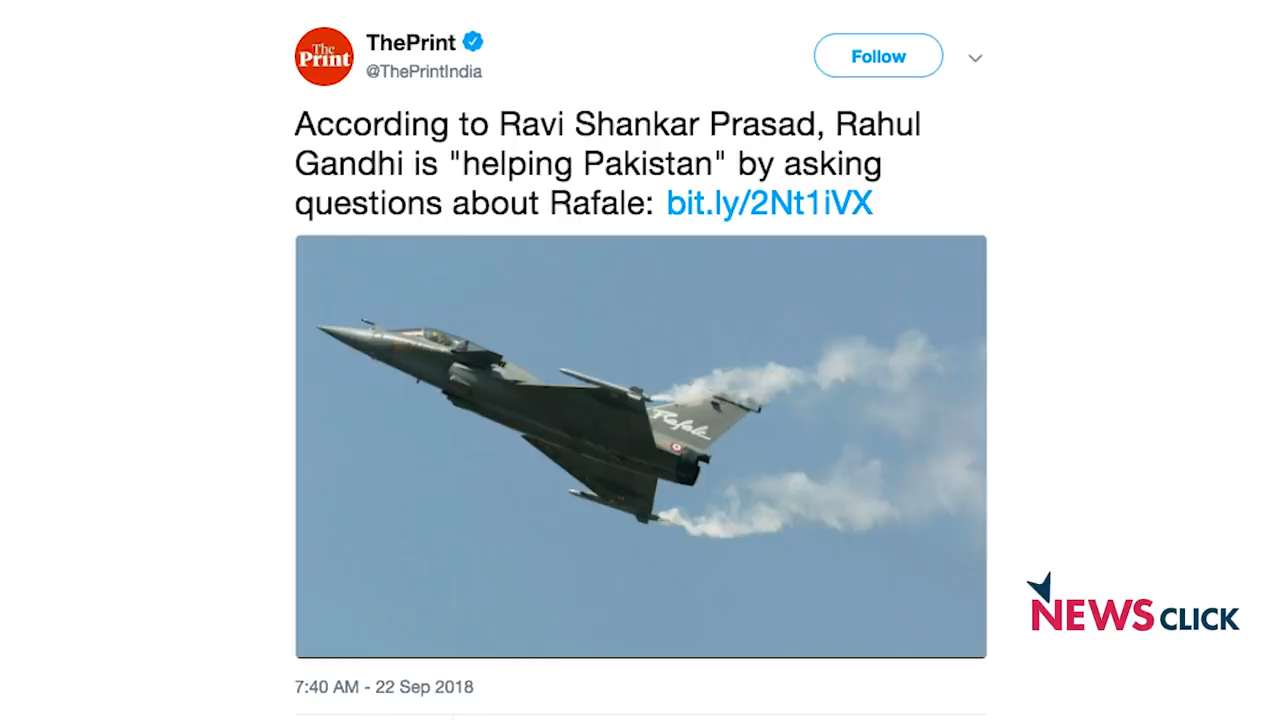 The
Print
ThePrint
@ThePrintIndia
Follow
According to Ravi Shankar Prasad, Rahul
Gandhi is "helping Pakistan" by asking
questions about Rafale: bit.ly/2Nt1iVX
Rafale
7:40 AM - 22 Sep 2018
NEWSCLICK